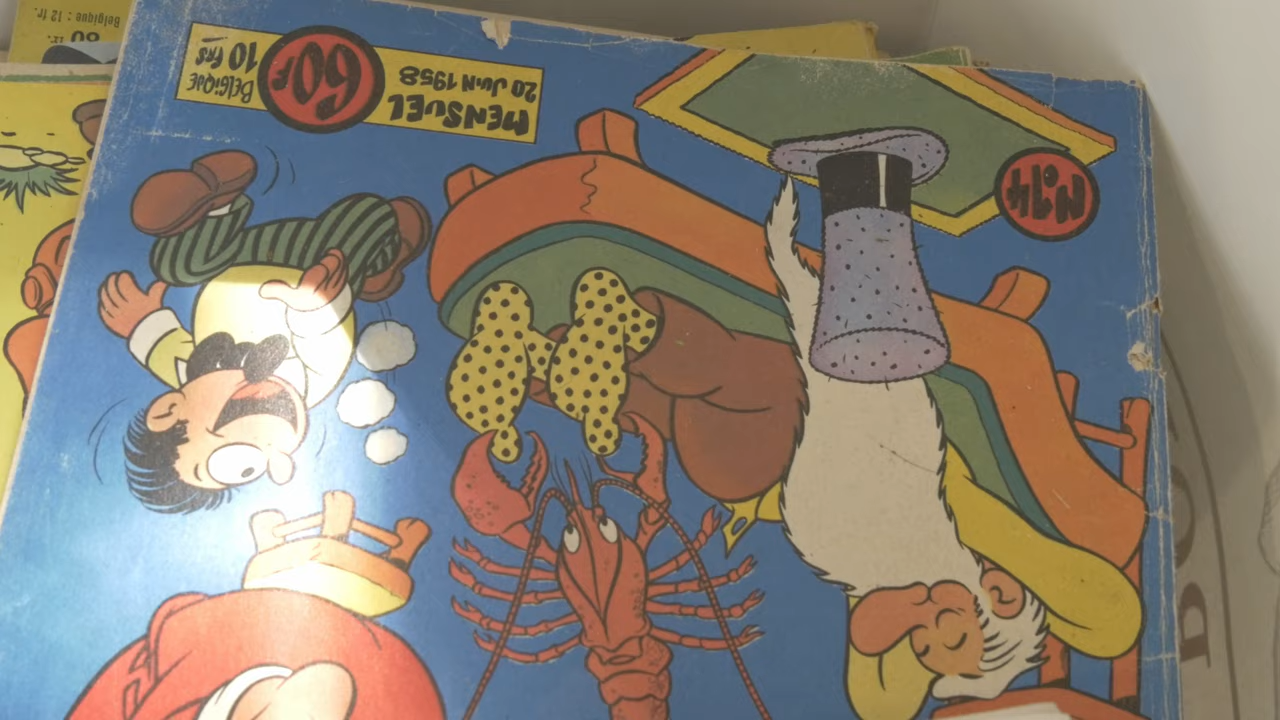 MENSUEL
20 JUIN 1958
60F
BELGIQUE
10 FRS
N.14
Belgique : 12 fr.